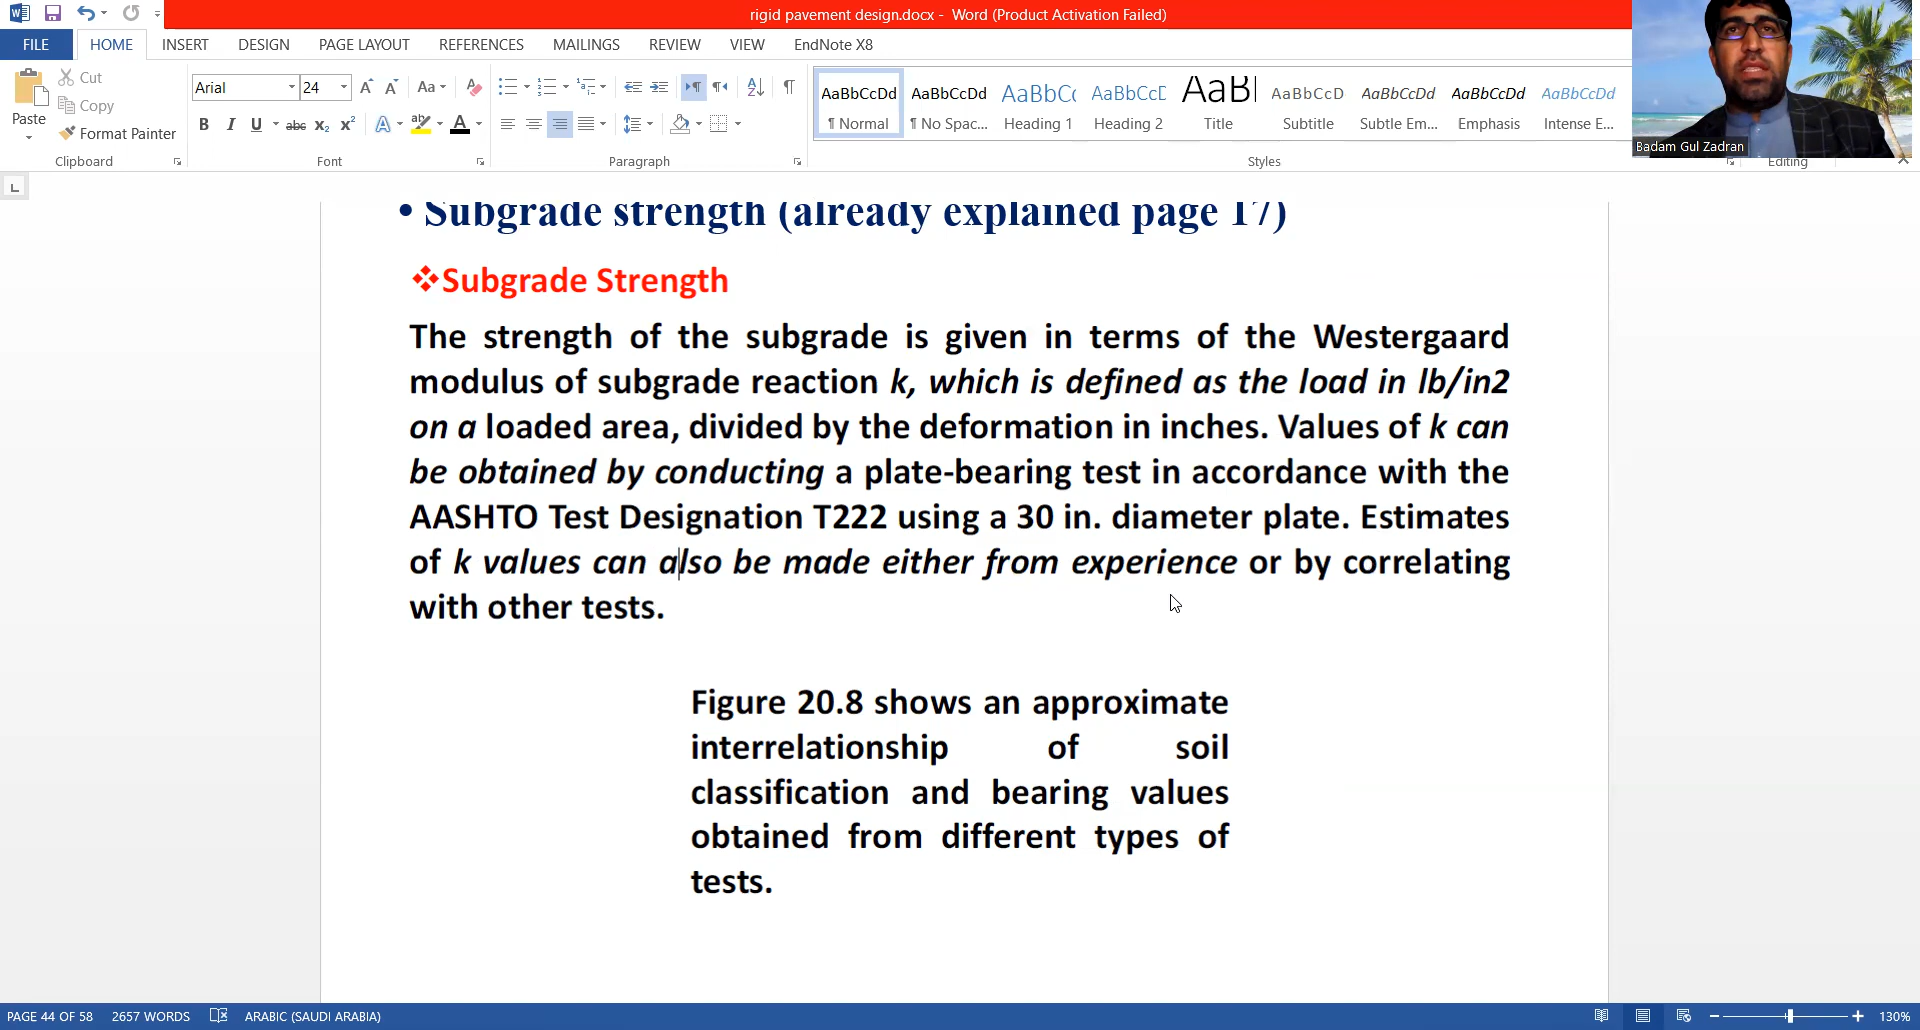 rigid pavement design.docx - Word (Product Activation Failed)
FILE HOME INSERT DESIGN PAGE LAYOUT REFERENCES MAILINGS REVIEW VIEW EndNote X8
Paste
Cut
Copy
Format Painter
Clipboard
Arial 24
Font
Paragraph
AaBbCcDd AaBbCcDd AaBbCc AaBbCcD AaB AaBbCcD AaBbCcDd AaBbCcDd AaBbCcDd
¶ Normal ¶ No Spac... Heading 1 Heading 2 Title Subtitle Subtle Em... Emphasis Intense E...
Styles
Editing
Badam Gul Zadran
• Subgrade strength (already explained page 17)
❖Subgrade Strength
The strength of the subgrade is given in terms of the Westergaard
modulus of subgrade reaction k, which is defined as the load in lb/in2
on a loaded area, divided by the deformation in inches. Values of k can
be obtained by conducting a plate-bearing test in accordance with the
AASHTO Test Designation T222 using a 30 in. diameter plate. Estimates
of k values can also be made either from experience or by correlating
with other tests.
Figure 20.8 shows an approximate
interrelationship of soil
classification and bearing values
obtained from different types of
tests.
PAGE 44 OF 58 2657 WORDS ARABIC (SAUDI ARABIA) 130%